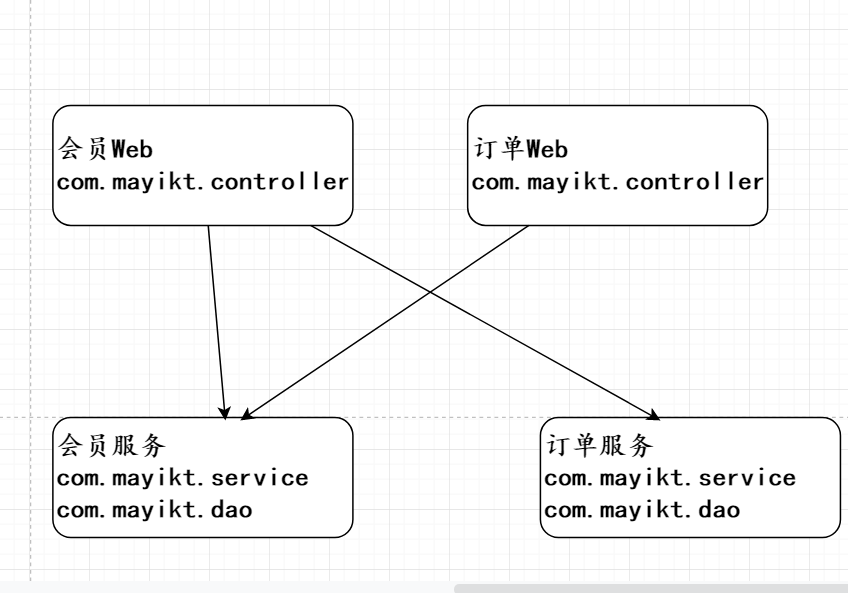 会员Web
com.mayikt.controller
订单Web
com.mayikt.controller
会员服务
com.mayikt.service
com.mayikt.dao
订单服务
com.mayikt.service
com.mayikt.dao